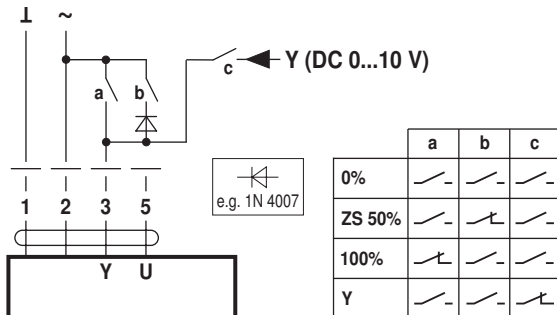 ⊥ ~
c Y (DC 0...10 V)
a b
e.g. 1N 4007
1 2 3 5
Y U
a b c
0%
ZS 50%
100%
Y